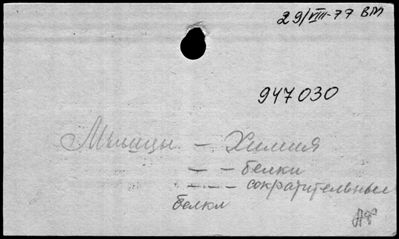 29/VIII-77 ВМ
947030
Мышцы - Химия
- - белки
- - - сократительные
белки